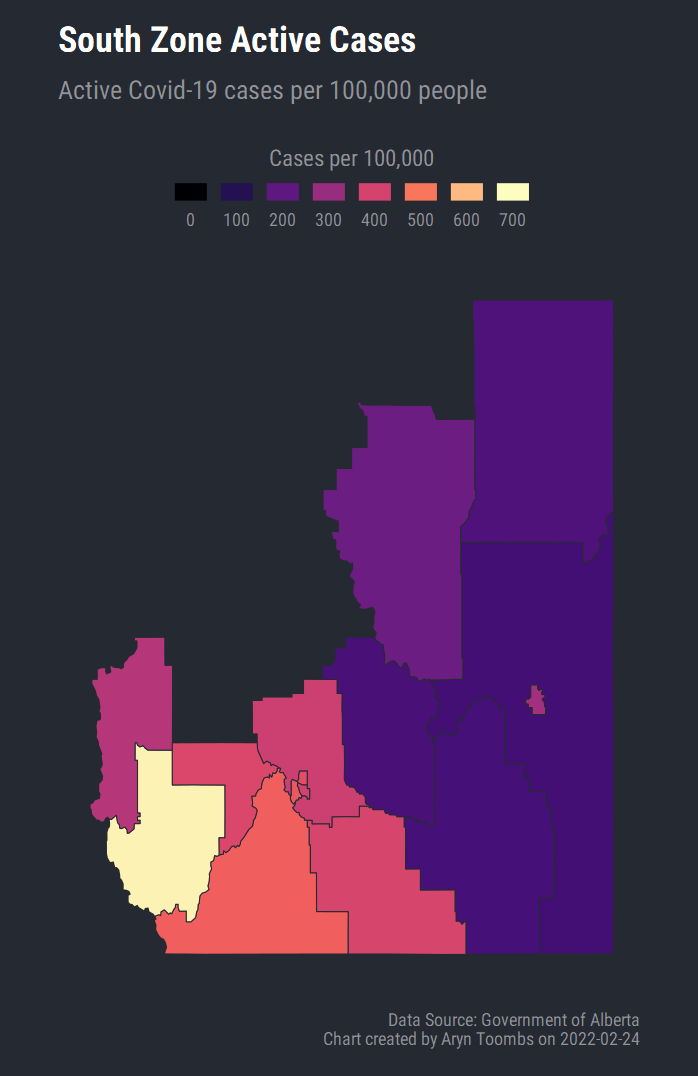 South Zone Active Cases
Active Covid-19 cases per 100,000 people
Cases per 100,000
0 100 200 300 400 500 600 700
Data Source: Government of Alberta
Chart created by Aryn Toombs on 2022-02-24